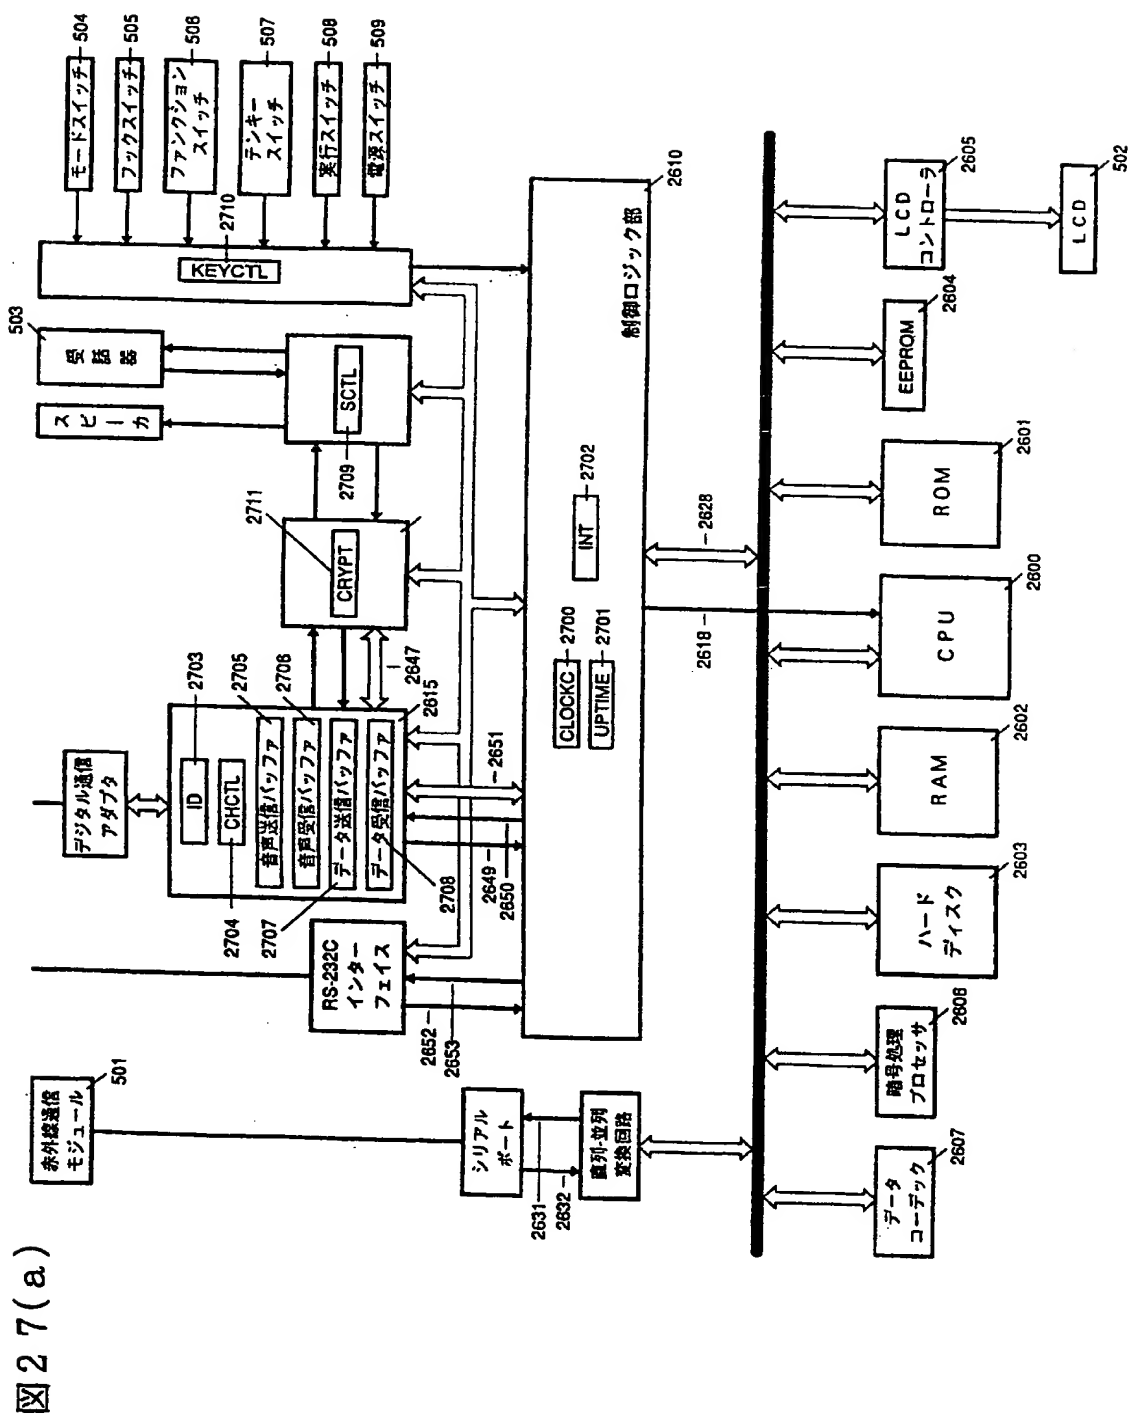 図27(a)
赤外線通信
モジュール
501
シリアル
ポート
2631
2632
直列-並列
変換回路
RS-232C
インター
フェイス
2652
2653
デジタル通信
アダプタ
ID
2703
CHCTL
2704
音声送信バッファ
2705
音声受信バッファ
2706
データ送信バッファ
2707
データ受信バッファ
2708
2615
2647
2649
2650
2651
CRYPT
2711
スピーカ
受話器
503
SCTL
2709
KEYCTL
2710
モードスイッチ
504
フックスイッチ
505
ファンクション
スイッチ
506
テンキー
スイッチ
507
実行スイッチ
508
電源スイッチ
509
CLOCKC
2700
UPTIME
2701
INT
2702
制御ロジック部
2610
2618
2628
データ
コーデック
2607
暗号処理
プロセッサ
2606
ハード
ディスク
2603
RAM
2602
CPU
2600
ROM
2601
EEPROM
2604
LCD
コントローラ
2605
LCD
502